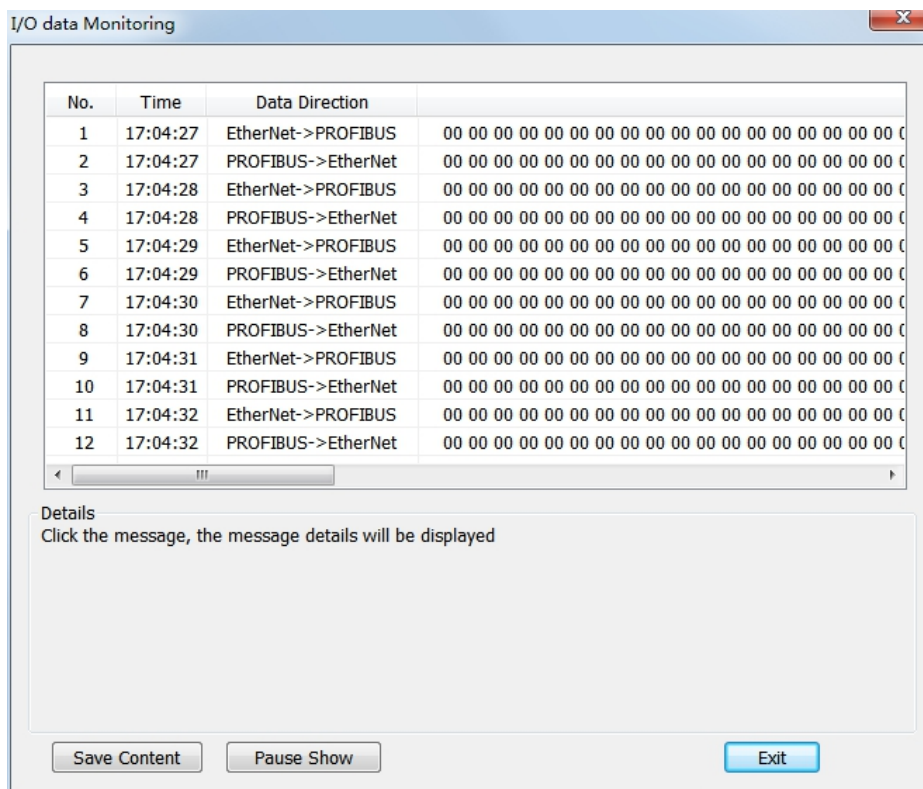 I/O data Monitoring
No. Time Data Direction
1 17:04:27 EtherNet->PROFIBUS 00 00 00 00 00 00 00 00 00 00 00 00 00 00 00 00 00 00
2 17:04:27 PROFIBUS->EtherNet 00 00 00 00 00 00 00 00 00 00 00 00 00 00 00 00 00 00
3 17:04:28 EtherNet->PROFIBUS 00 00 00 00 00 00 00 00 00 00 00 00 00 00 00 00 00 00
4 17:04:28 PROFIBUS->EtherNet 00 00 00 00 00 00 00 00 00 00 00 00 00 00 00 00 00 00
5 17:04:29 EtherNet->PROFIBUS 00 00 00 00 00 00 00 00 00 00 00 00 00 00 00 00 00 00
6 17:04:29 PROFIBUS->EtherNet 00 00 00 00 00 00 00 00 00 00 00 00 00 00 00 00 00 00
7 17:04:30 EtherNet->PROFIBUS 00 00 00 00 00 00 00 00 00 00 00 00 00 00 00 00 00 00
8 17:04:30 PROFIBUS->EtherNet 00 00 00 00 00 00 00 00 00 00 00 00 00 00 00 00 00 00
9 17:04:31 EtherNet->PROFIBUS 00 00 00 00 00 00 00 00 00 00 00 00 00 00 00 00 00 00
10 17:04:31 PROFIBUS->EtherNet 00 00 00 00 00 00 00 00 00 00 00 00 00 00 00 00 00 00
11 17:04:32 EtherNet->PROFIBUS 00 00 00 00 00 00 00 00 00 00 00 00 00 00 00 00 00 00
12 17:04:32 PROFIBUS->EtherNet 00 00 00 00 00 00 00 00 00 00 00 00 00 00 00 00 00 00
Details
Click the message, the message details will be displayed
Save Content Pause Show Exit